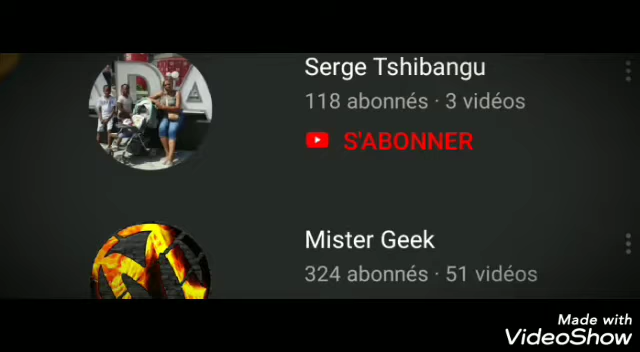 Serge Tshibangu
118 abonnés · 3 vidéos
S'ABONNER
Mister Geek
324 abonnés · 51 vidéos
Made with
VideoShow